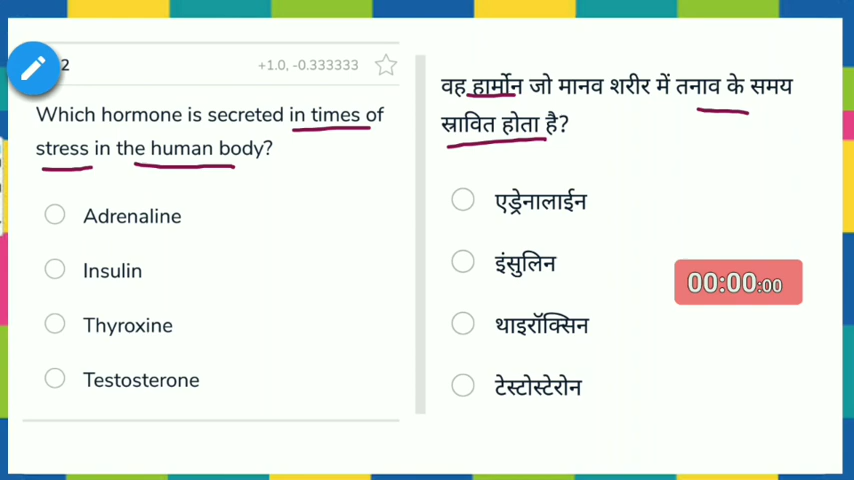 2
+1.0, -0.333333
Which hormone is secreted in times of
stress in the human body?
Adrenaline
Insulin
Thyroxine
Testosterone
वह हार्मोन जो मानव शरीर में तनाव के समय
स्रावित होता है?
एड्रेनालाईन
इंसुलिन
थाइरॉक्सिन
टेस्टोस्टेरोन
00:00:00